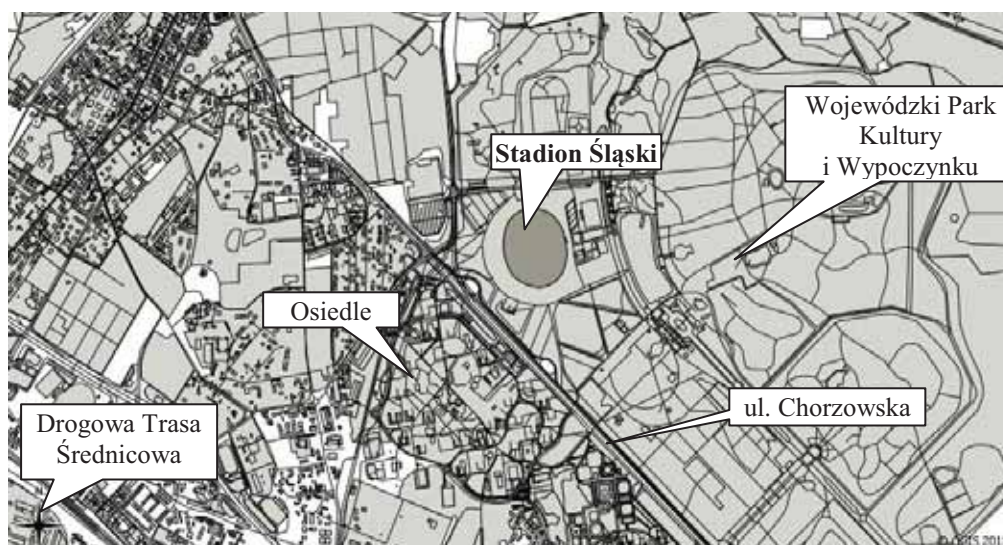 Wojewódzki Park
Kultury
i Wypoczynku
Stadion Śląski
Osiedle
ul. Chorzowska
Drogowa Trasa
Średnicowa